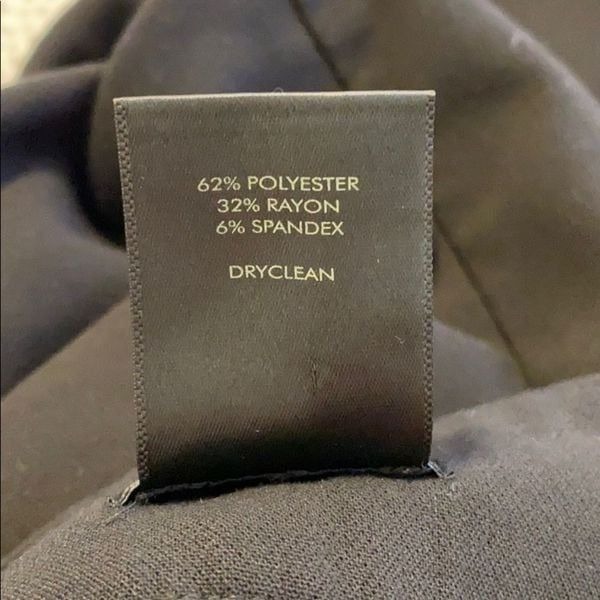 62% POLYESTER
32% RAYON
6% SPANDEX
DRYCLEAN